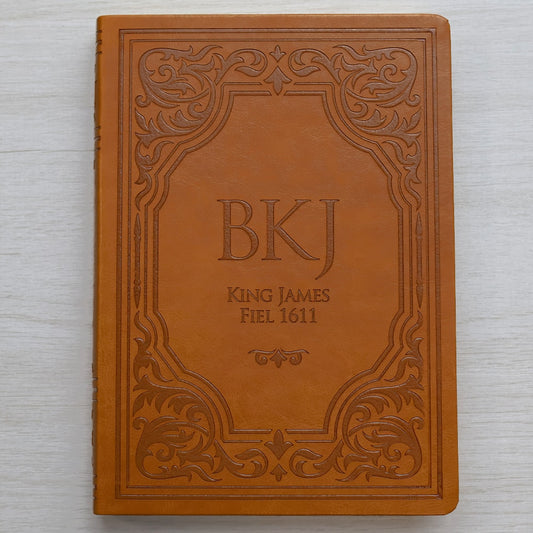 BKJ
King James
Fiel 1611